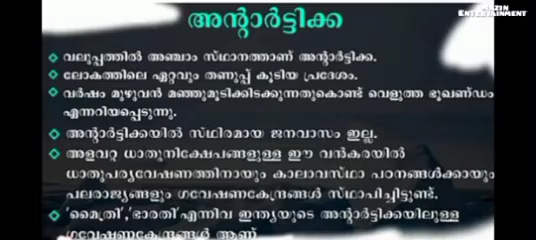 ARZIN
ENTERTAINMENT
അന്റാർട്ടിക്ക
വലുപ്പത്തിൽ അഞ്ചാം സ്ഥാനത്താണ് അന്റാർട്ടിക്ക.
ലോകത്തിലെ ഏറ്റവും തണുപ്പ് കൂടിയ പ്രദേശം.
വർഷം മുഴുവൻ മഞ്ഞുമൂടിക്കിടക്കുന്നതുകൊണ്ട് വെളുത്ത ഭൂഖണ്ഡം
എന്നറിയപ്പെടുന്നു.
അന്റാർട്ടിക്കയിൽ സ്ഥിരമായ ജനവാസം ഇല്ല.
അളവറ്റ ധാതുനിക്ഷേപങ്ങളുള്ള ഈ വൻകരയിൽ
ധാതുപര്യവേഷണത്തിനായും കാലാവസ്ഥാ പഠനങ്ങൾക്കായും
പലരാജ്യങ്ങളും ഗവേഷണകേന്ദ്രങ്ങൾ സ്ഥാപിച്ചിട്ടുണ്ട്.
'മൈത്രി','ഭാരതി'എന്നിവ ഇന്ത്യയുടെ അന്റാർട്ടിക്കയിലുള്ള
ഗവേഷണകേന്ദ്രങ്ങൾ ആണ്